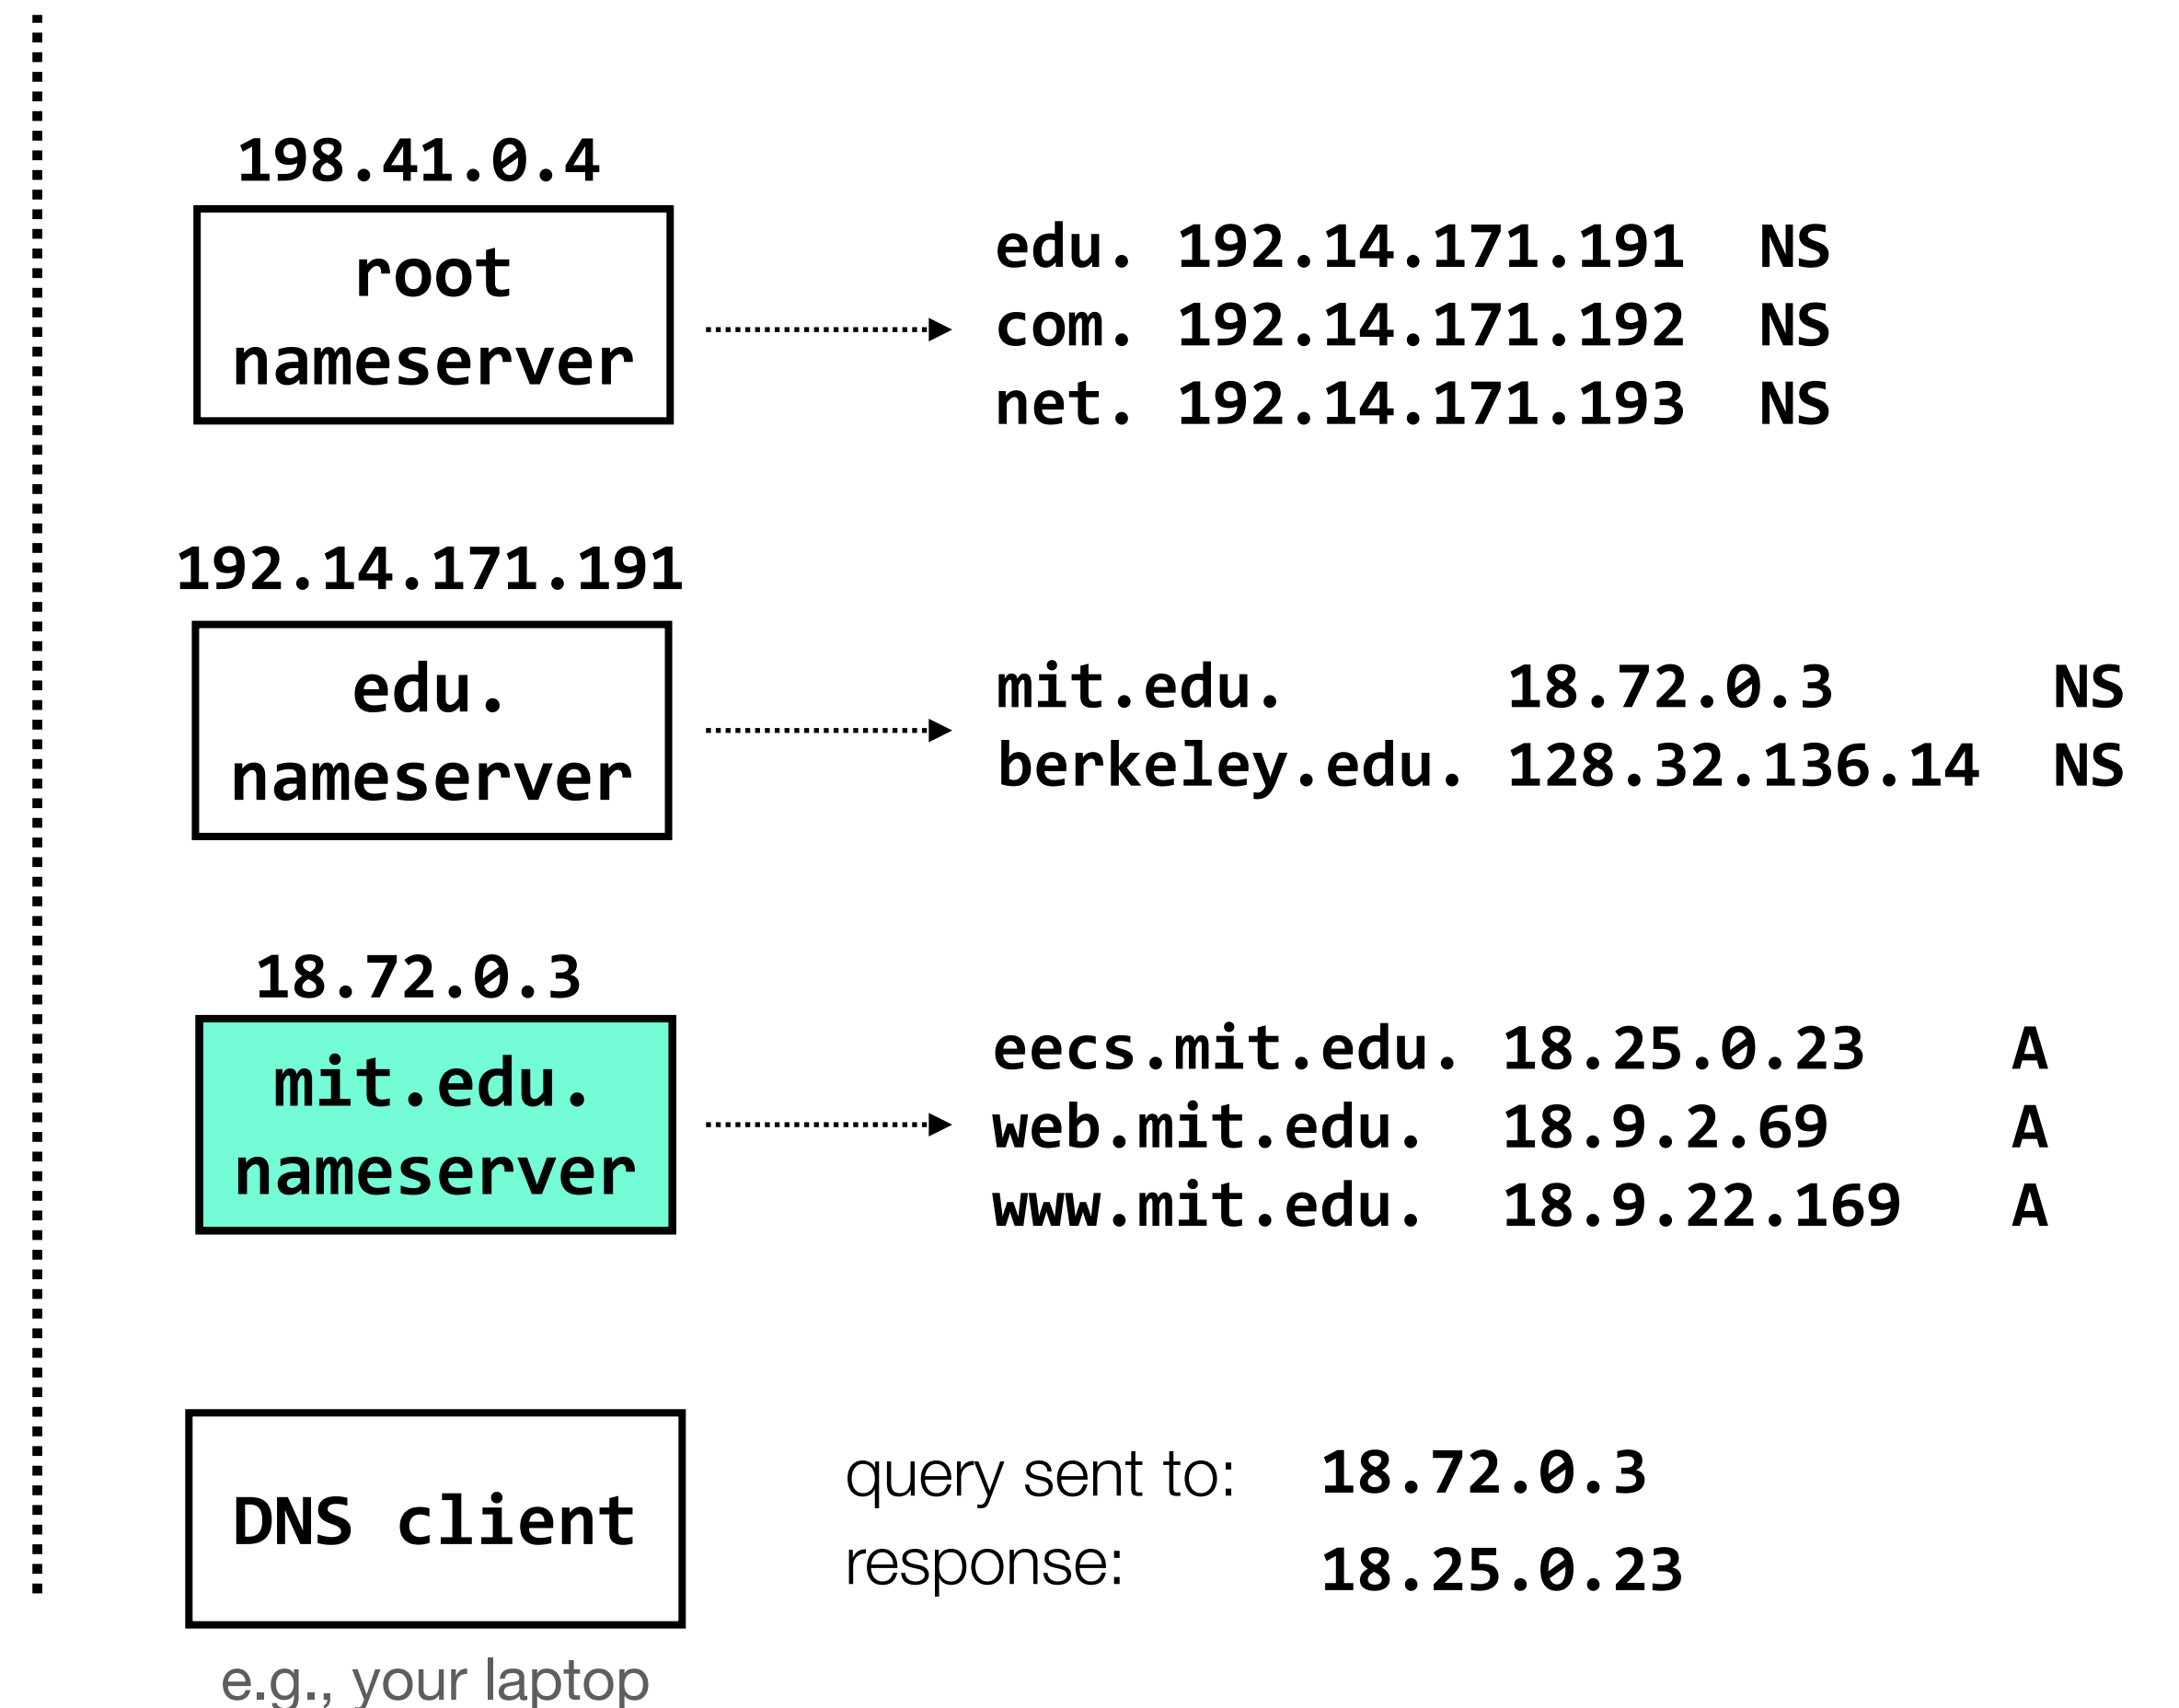 198.41.0.4
root
nameserver
edu. 192.14.171.191 NS
com. 192.14.171.192 NS
net. 192.14.171.193 NS
192.14.171.191
edu.
nameserver
mit.edu. 18.72.0.3 NS
berkeley.edu. 128.32.136.14 NS
18.72.0.3
mit.edu.
nameserver
eecs.mit.edu. 18.25.0.23 A
web.mit.edu. 18.9.2.69 A
www.mit.edu. 18.9.22.169 A
DNS client
query sent to: 18.72.0.3
response: 18.25.0.23
e.g., your laptop